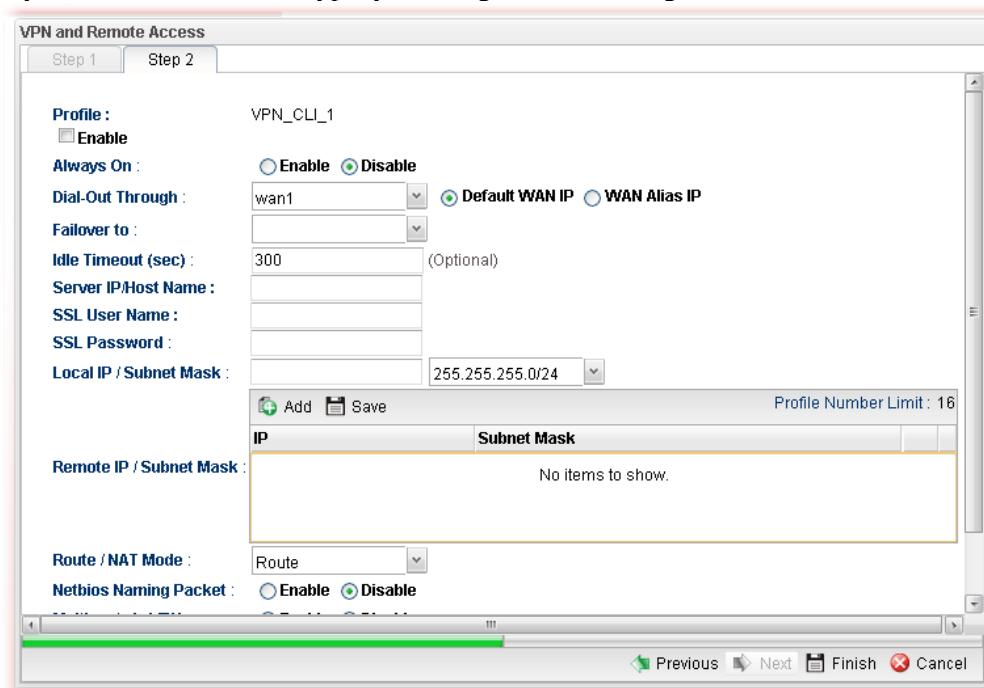 VPN and Remote Access
Step 1 Step 2
Profile : VPN_CLI_1
Enable
Always On : Enable Disable
Dial-Out Through : wan1 Default WAN IP WAN Alias IP
Failover to :
Idle Timeout (sec) : 300 (Optional)
Server IP/Host Name :
SSL User Name :
SSL Password :
Local IP / Subnet Mask : 255.255.255.0/24
Add Save Profile Number Limit : 16
IP Subnet Mask
Remote IP / Subnet Mask : No items to show.
Route / NAT Mode : Route
Netbios Naming Packet : Enable Disable
Previous Next Finish Cancel